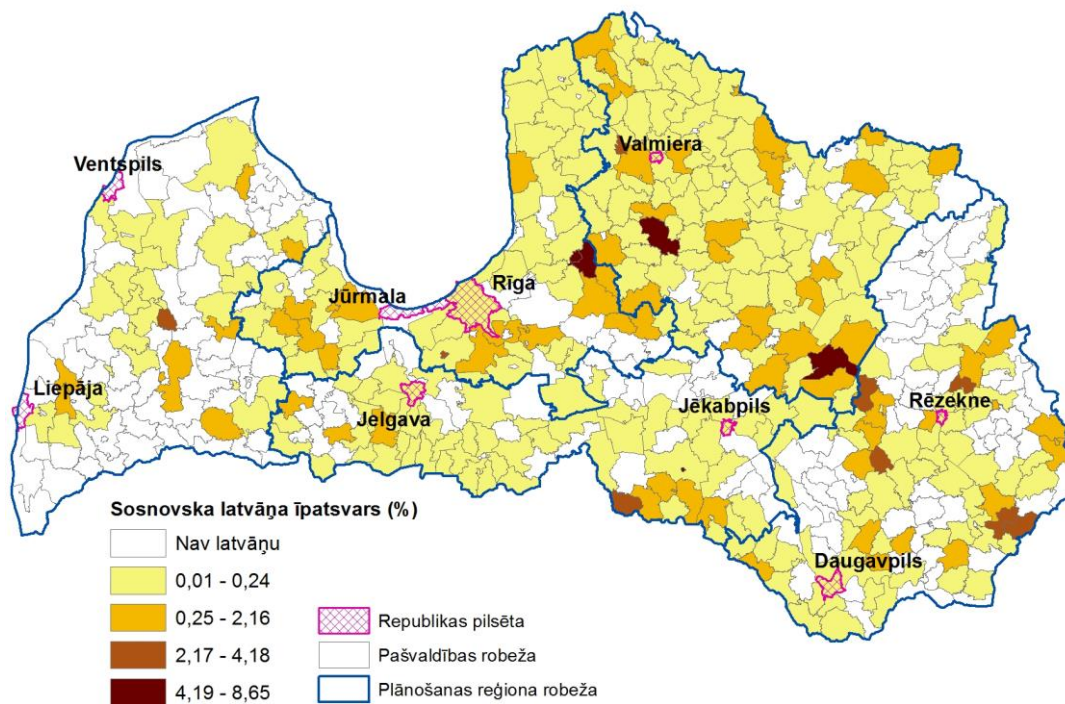 Ventspils
Valmiera
Rīga
Jūrmala
Liepāja
Jelgava
Jēkabpils
Rēzekne
Daugavpils
Sosnovska latvāņa īpatsvars (%)
Nav latvāņu
0,01 - 0,24
0,25 - 2,16
2,17 - 4,18
4,19 - 8,65
Republikas pilsēta
Pašvaldības robeža
Plānošanas reģiona robeža